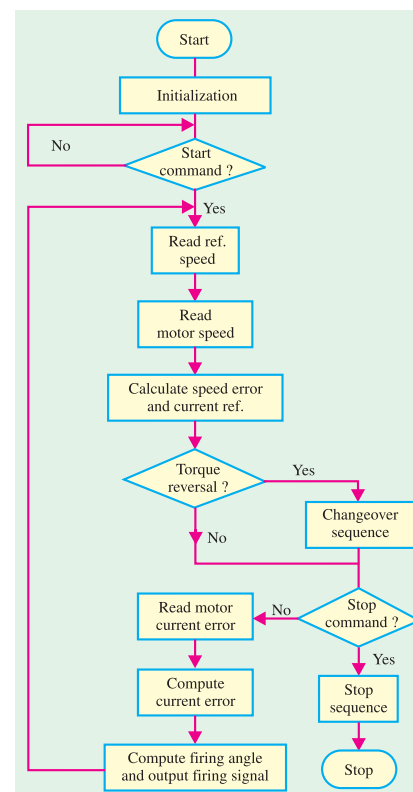 Start
Initialization
No
Start
command ?
Yes
Read ref.
speed
Read
motor speed
Calculate speed error
and current ref.
Torque
reversal ?
Yes
Changeover
sequence
No
Stop
command ?
No
Read motor
current error
Yes
Compute
current error
Stop
sequence
Compute firing angle
and output firing signal
Stop